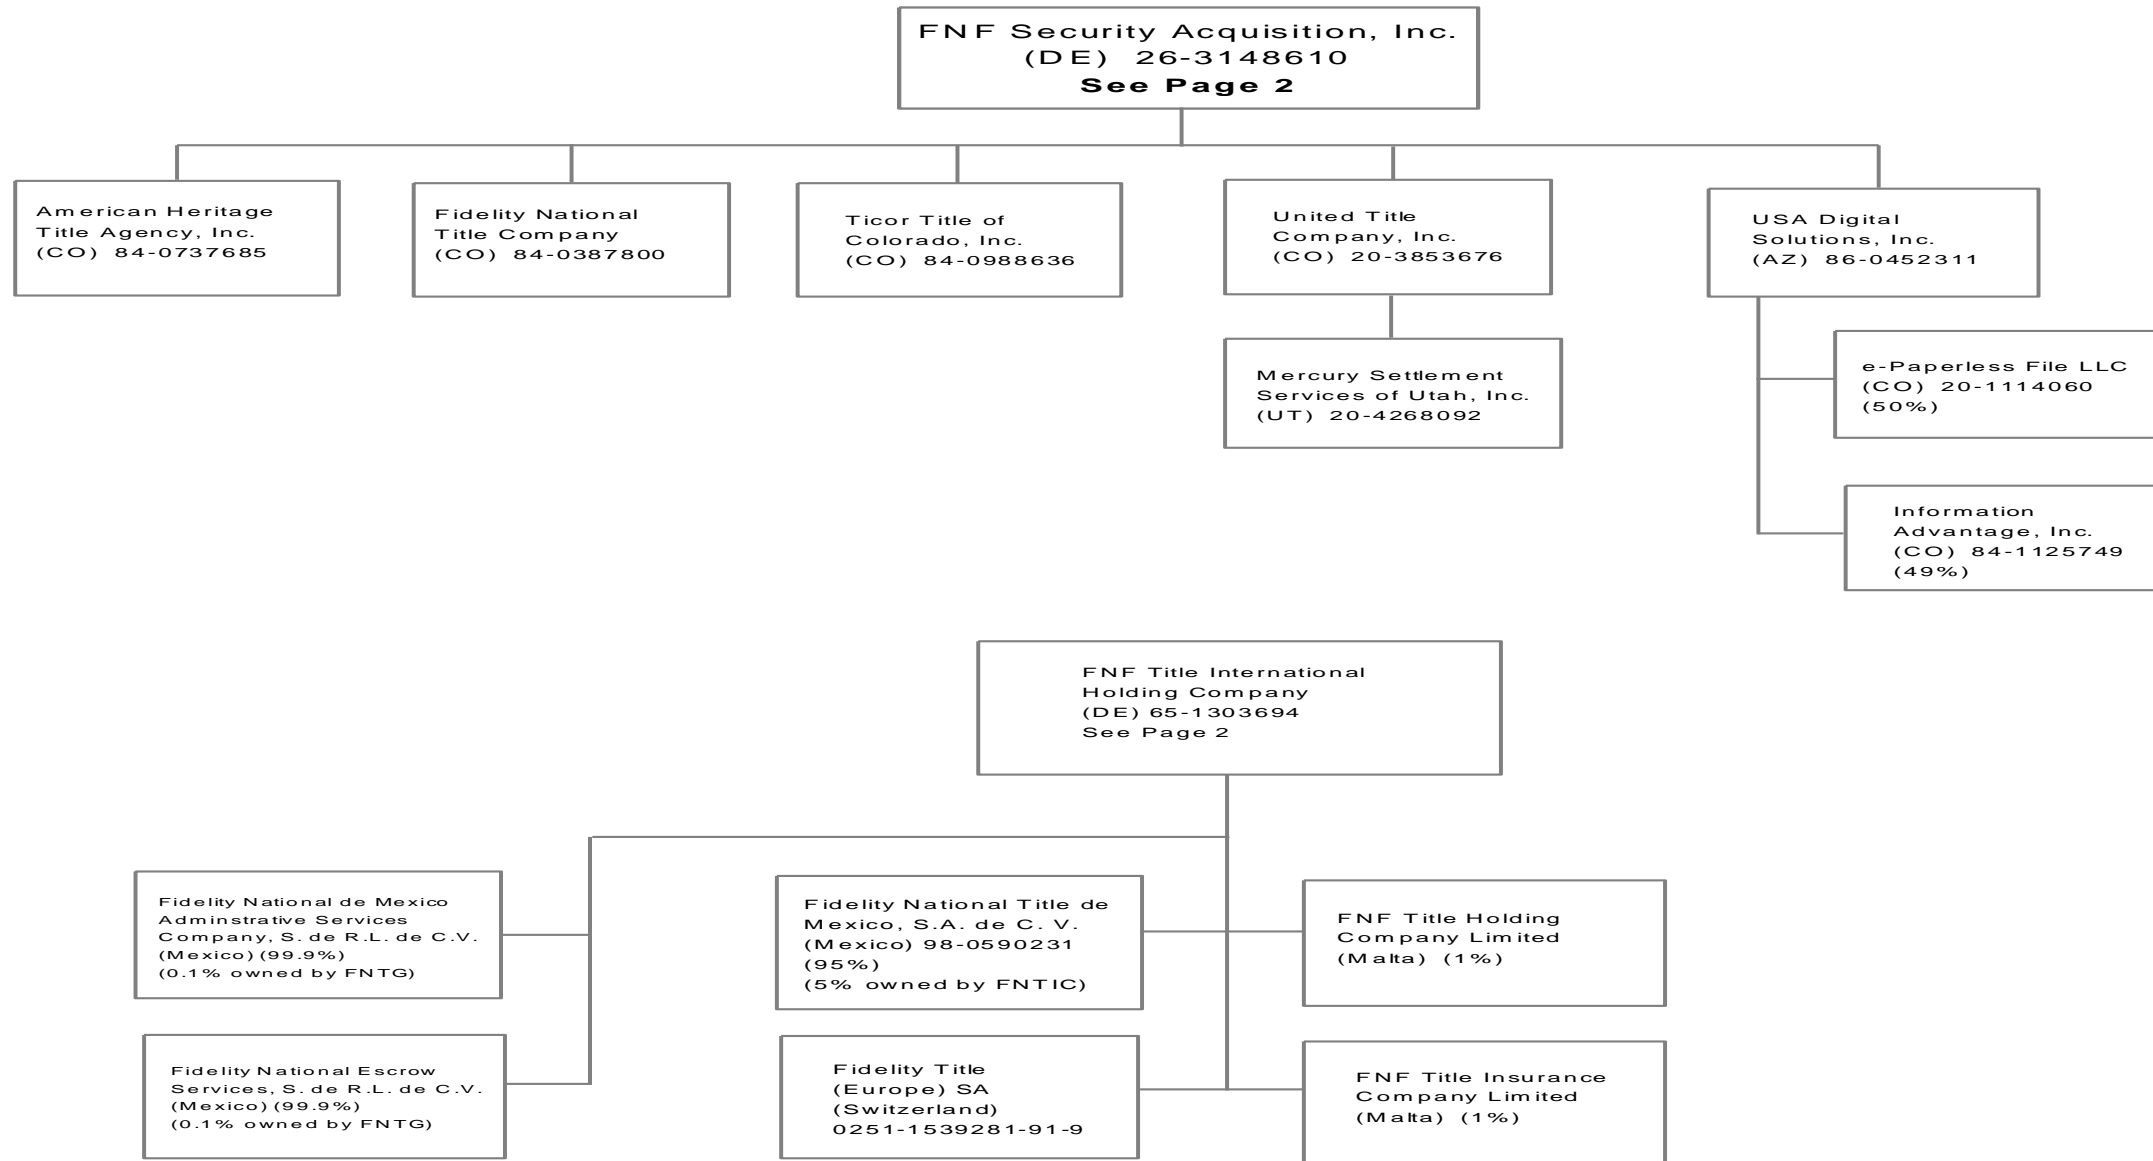 FNF Security Acquisition, Inc.
(DE) 26-3148610
See Page 2
American Heritage
Title Agency, Inc.
(CO) 84-0737685
Fidelity National
Title Company
(CO) 84-0387800
Ticor Title of
Colorado, Inc.
(CO) 84-0988636
United Title
Company, Inc.
(CO) 20-3853676
USA Digital
Solutions, Inc.
(AZ) 86-0452311
Mercury Settlement
Services of Utah, Inc.
(UT) 20-4268092
e-Paperless File LLC
(CO) 20-1114060
(50%)
Information
Advantage, Inc.
(CO) 84-1125749
(49%)
FNF Title International
Holding Company
(DE) 65-1303694
See Page 2
Fidelity National de Mexico
Adminstrative Services
Company, S. de R.L. de C.V.
(Mexico) (99.9%)
(0.1% owned by FNTG)
Fidelity National Title de
Mexico, S.A. de C. V.
(Mexico) 98-0590231
(95%)
(5% owned by FNTIC)
FNF Title Holding
Company Limited
(Malta) (1%)
Fidelity National Escrow
Services, S. de R.L. de C.V.
(Mexico) (99.9%)
(0.1% owned by FNTG)
Fidelity Title
(Europe) SA
(Switzerland)
0251-1539281-91-9
FNF Title Insurance
Company Limited
(Malta) (1%)